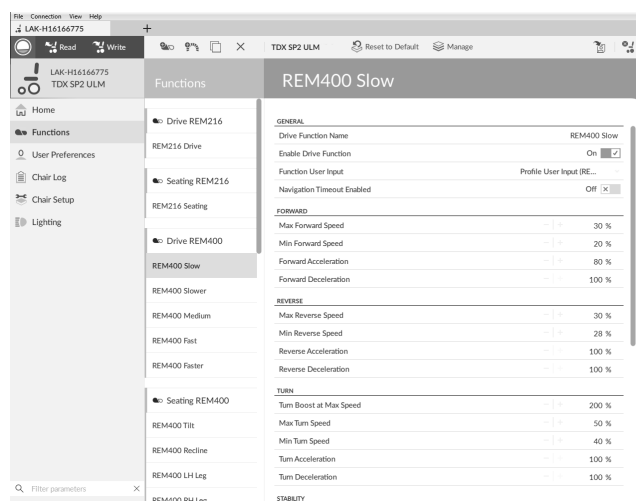 File Connection View Help
LAK-H16166775 +
Read Write TDX SP2 ULM Reset to Default Manage
LAK-H16166775
TDX SP2 ULM
Home
Functions
User Preferences
Chair Log
Chair Setup
Lighting
Filter parameters
Functions
Drive REM216
REM216 Drive
Seating REM216
REM216 Seating
Drive REM400
REM400 Slow
REM400 Slower
REM400 Medium
REM400 Fast
REM400 Faster
Seating REM400
REM400 Tilt
REM400 Recline
REM400 LH Leg
REM400 RH Leg
REM400 Slow
GENERAL
Drive Function Name REM400 Slow
Enable Drive Function On
Function User Input Profile User Input (RE...
Navigation Timeout Enabled Off
FORWARD
Max Forward Speed - + 30 %
Min Forward Speed - + 20 %
Forward Acceleration - + 80 %
Forward Deceleration - + 100 %
REVERSE
Max Reverse Speed - + 30 %
Min Reverse Speed - + 28 %
Reverse Acceleration - + 100 %
Reverse Deceleration - + 100 %
TURN
Turn Boost at Max Speed - + 200 %
Max Turn Speed - + 50 %
Min Turn Speed - + 40 %
Turn Acceleration - + 100 %
Turn Deceleration - + 100 %
STABILITY